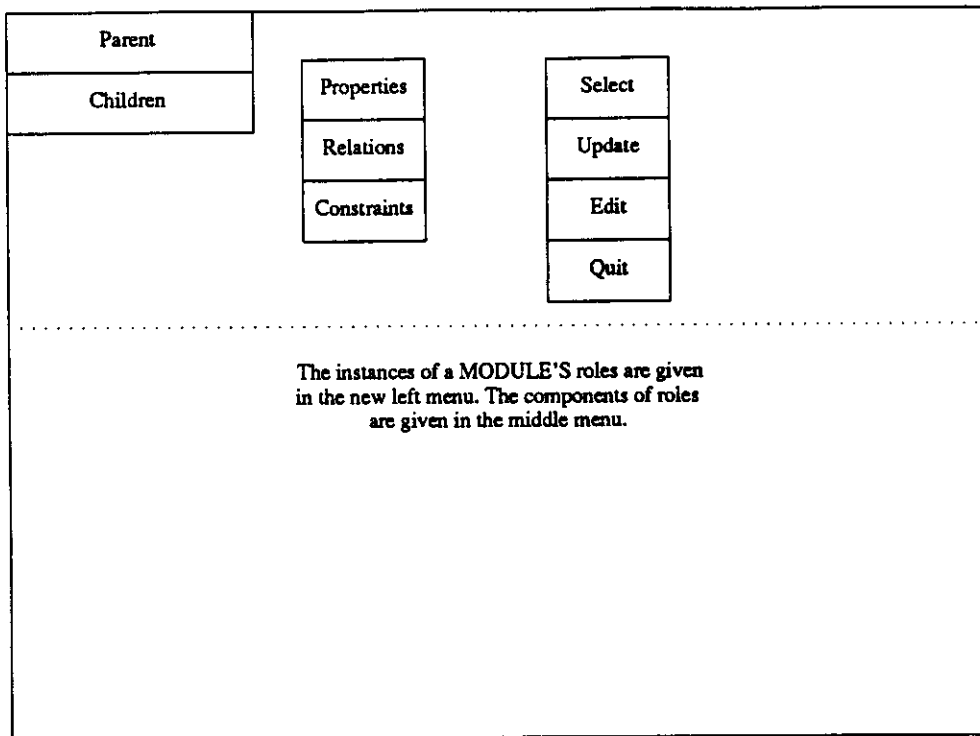 Parent
Children
Properties
Relations
Constraints
Select
Update
Edit
Quit
The instances of a MODULE'S roles are given
in the new left menu. The components of roles
are given in the middle menu.